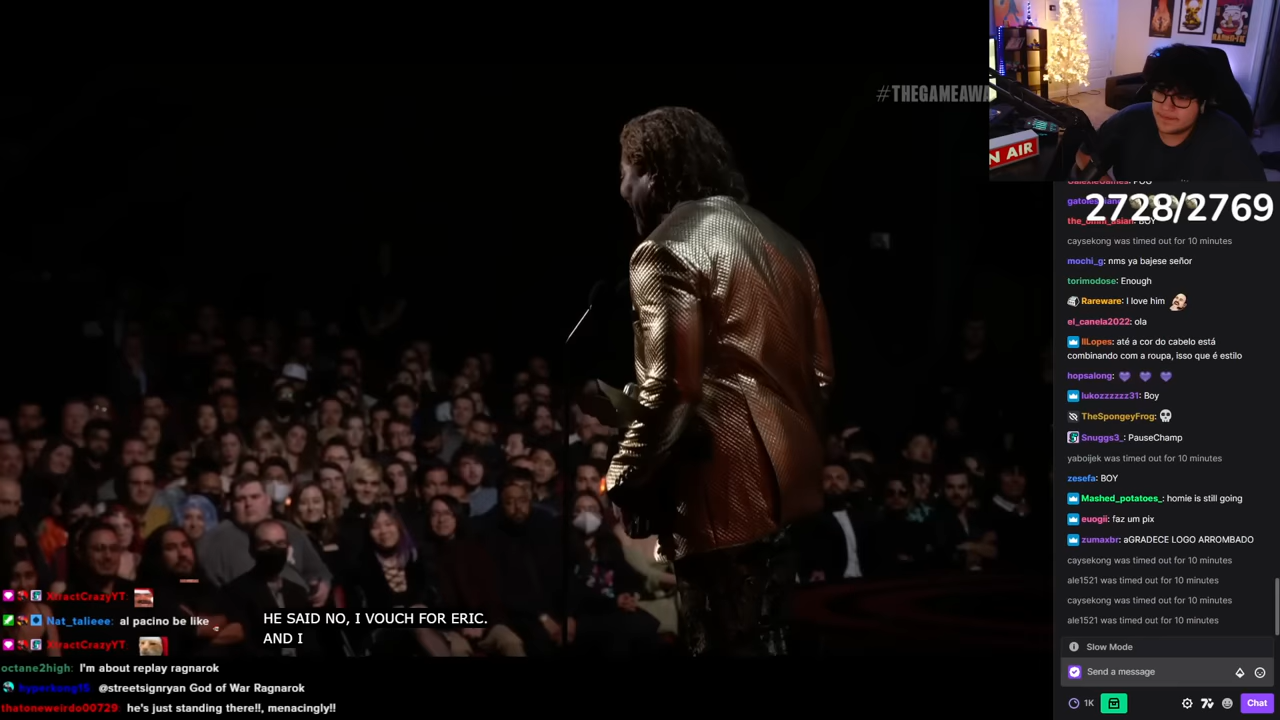 #THEGAMEAWA
N AIR
2728/2769
the_omni_asian: BOY
caysekong was timed out for 10 minutes
mochi_g: nms ya bajese señor
torimodose: Enough
Rareware: I love him
el_canela2022: ola
llLopes: até a cor do cabelo está
combinando com a roupa, isso que é estilo
hopsalong:
lukozzzzzz31: Boy
TheSpongeyFrog:
Snuggs3_: PauseChamp
yaboijek was timed out for 10 minutes
zesefa: BOY
Mashed_potatoes_: homie is still going
euogii: faz um pix
zumaxbr: aGRADECE LOGO ARROMBADO
caysekong was timed out for 10 minutes
ale1521 was timed out for 10 minutes
caysekong was timed out for 10 minutes
ale1521 was timed out for 10 minutes
Slow Mode
Send a message
1K
Chat
HE SAID NO, I VOUCH FOR ERIC.
AND I
XtractCrazyYT:
Nat_talieee: al pacino be like
XtractCrazyYT:
octane2high: I'm about replay ragnarok
hyperkong15: @streetsignryan God of War Ragnarok
thatoneweirdo00729: he's just standing there!!, menacingly!!